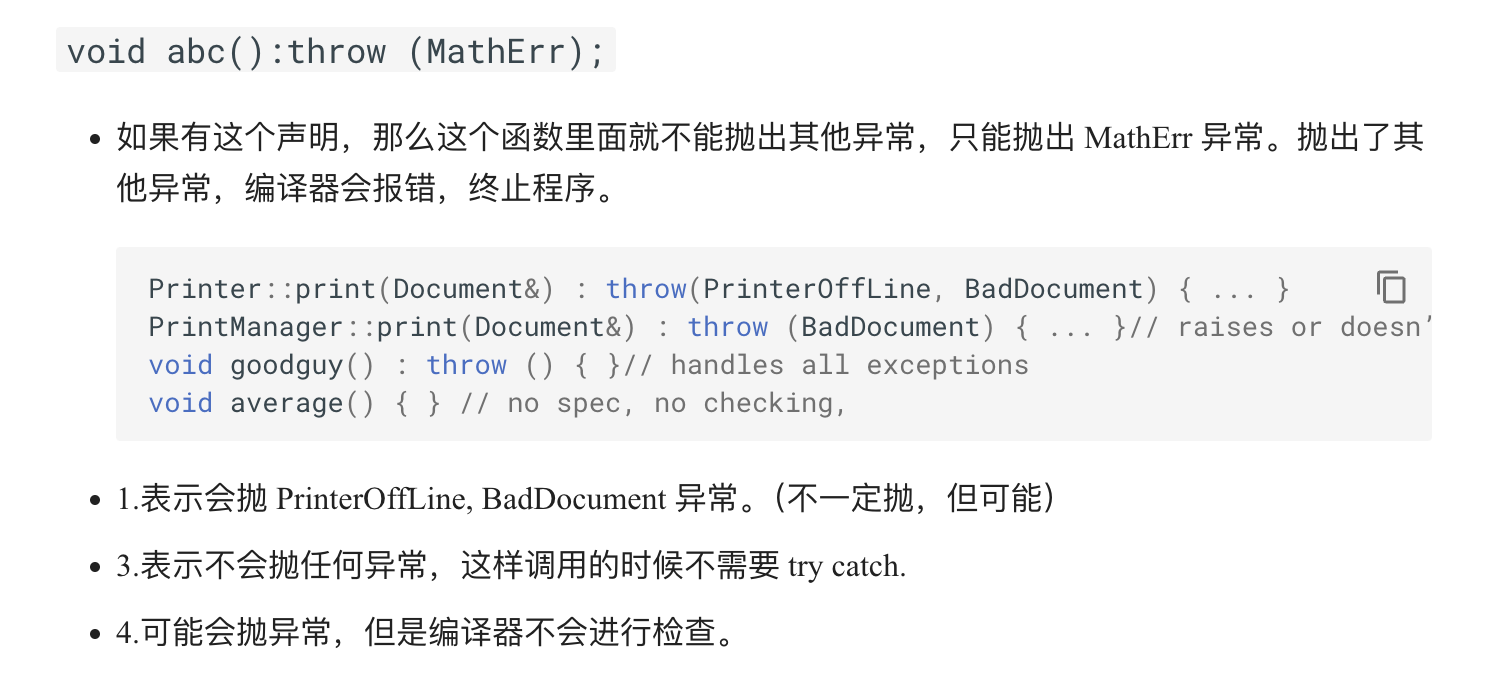 void abc():throw (MathErr);
如果有这个声明，那么这个函数里面就不能抛出其他异常，只能抛出 MathErr 异常。抛出了其
他异常，编译器会报错，终止程序。
Printer::print(Document&) : throw(PrinterOffLine, BadDocument) { ... }
PrintManager::print(Document&) : throw (BadDocument) { ... }// raises or doesn’
void goodguy() : throw () { }// handles all exceptions
void average() { } // no spec, no checking,
1.表示会抛 PrinterOffLine, BadDocument 异常。（不一定抛，但可能）
3.表示不会抛任何异常，这样调用的时候不需要 try catch.
4.可能会抛异常，但是编译器不会进行检查。